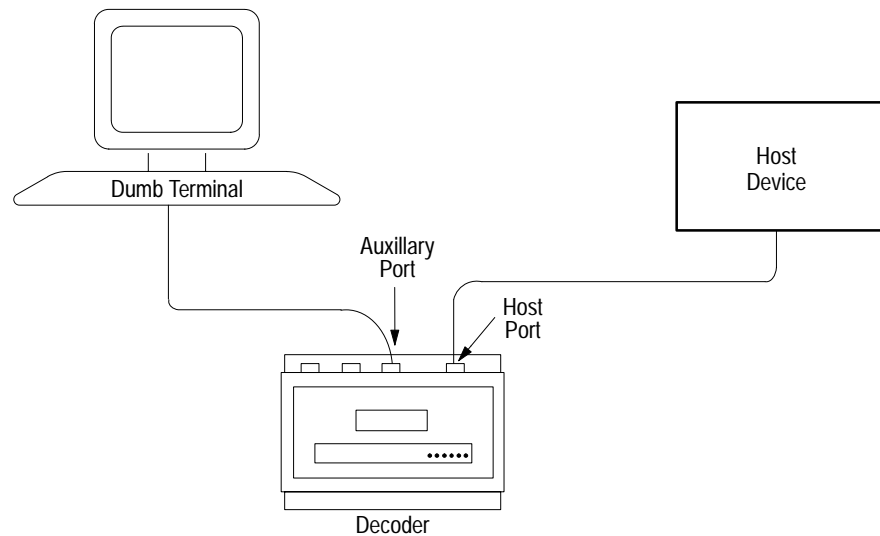 Dumb Terminal
Host
Device
Auxillary
Port
Host
Port
Decoder